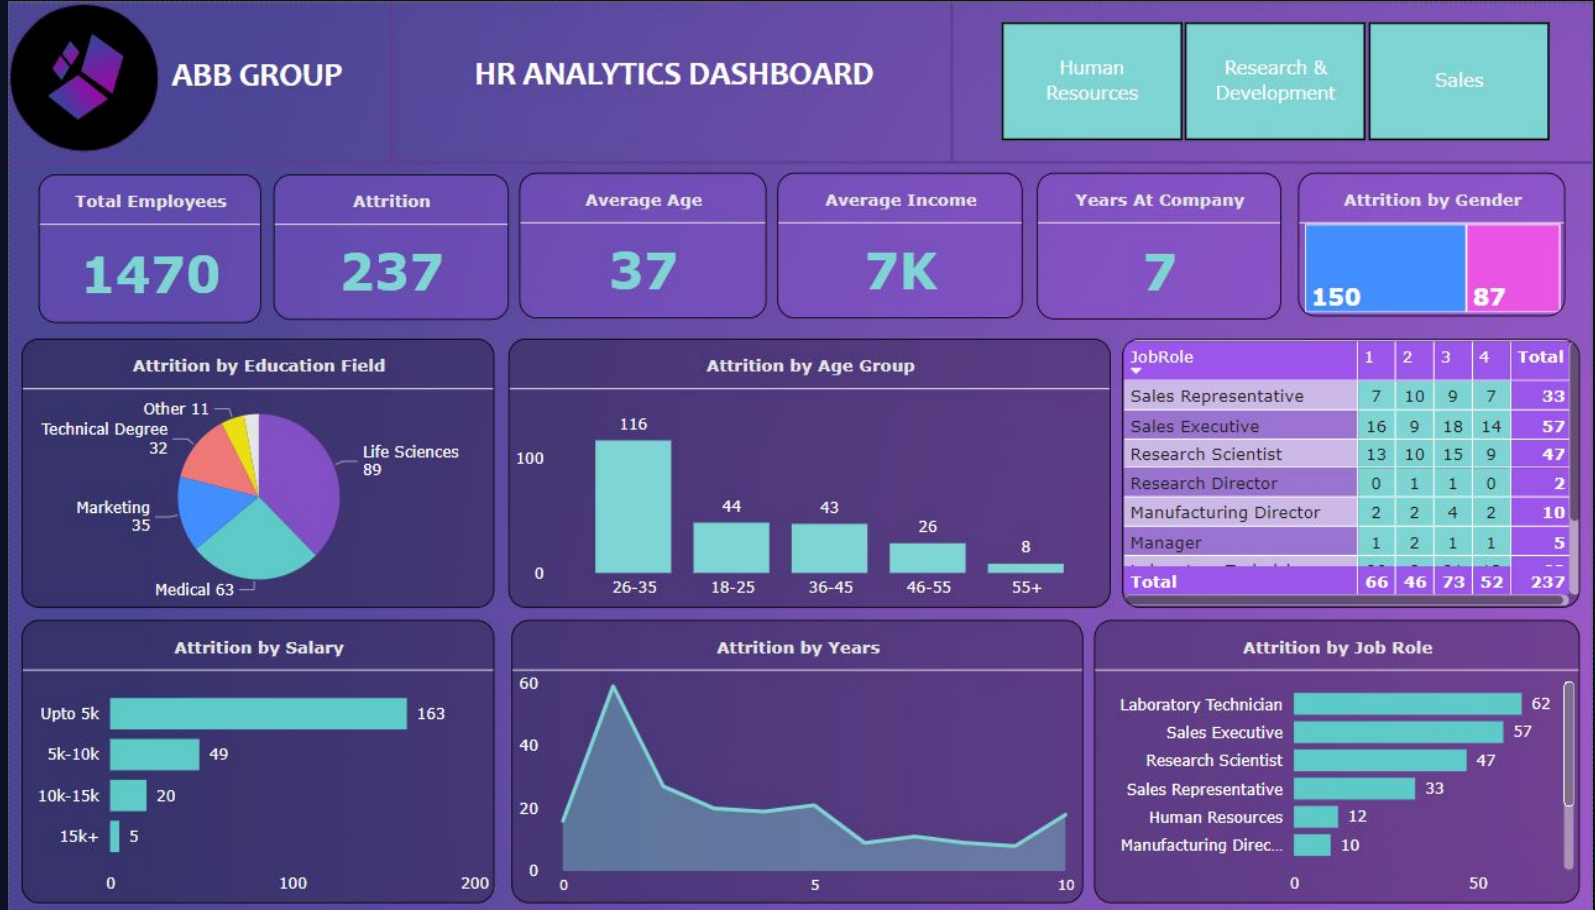 ABB GROUP
HR ANALYTICS DASHBOARD
Human
Resources
Research &
Development
Sales
Total Employees
1470
Attrition
237
Average Age
37
Average Income
7K
Years At Company
7
Attrition by Gender
150
87
Attrition by Education Field
Other 11
Technical Degree
32
Life Sciences
89
Marketing
35
Medical 63
Attrition by Age Group
100
0
116
44
43
26
8
26-35
18-25
36-45
46-55
55+
JobRole 1 2 3 4 Total
Sales Representative 7 10 9 7 33
Sales Executive 16 9 18 14 57
Research Scientist 13 10 15 9 47
Research Director 0 1 1 0 2
Manufacturing Director 2 2 4 2 10
Manager 1 2 1 1 5
Total 66 46 73 52 237
Attrition by Salary
Upto 5k 163
5k-10k 49
10k-15k 20
15k+ 5
0 100 200
Attrition by Years
60
40
20
0
0 5 10
Attrition by Job Role
Laboratory Technician 62
Sales Executive 57
Research Scientist 47
Sales Representative 33
Human Resources 12
Manufacturing Direc... 10
0 50